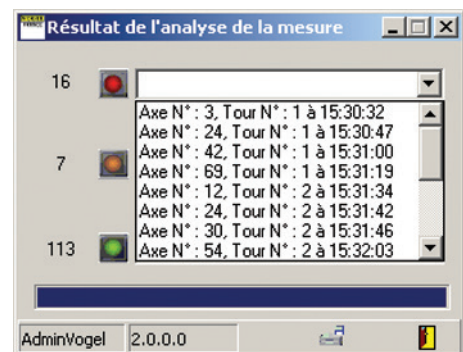 Résultat de l'analyse de la mesure
16
Axe N° : 3, Tour N° : 1 à 15:30:32
Axe N° : 24, Tour N° : 1 à 15:30:47
Axe N° : 42, Tour N° : 1 à 15:31:00
7
Axe N° : 69, Tour N° : 1 à 15:31:19
Axe N° : 12, Tour N° : 2 à 15:31:34
Axe N° : 24, Tour N° : 2 à 15:31:42
Axe N° : 30, Tour N° : 2 à 15:31:46
113
Axe N° : 54, Tour N° : 2 à 15:32:03
AdminVogel 2.0.0.0